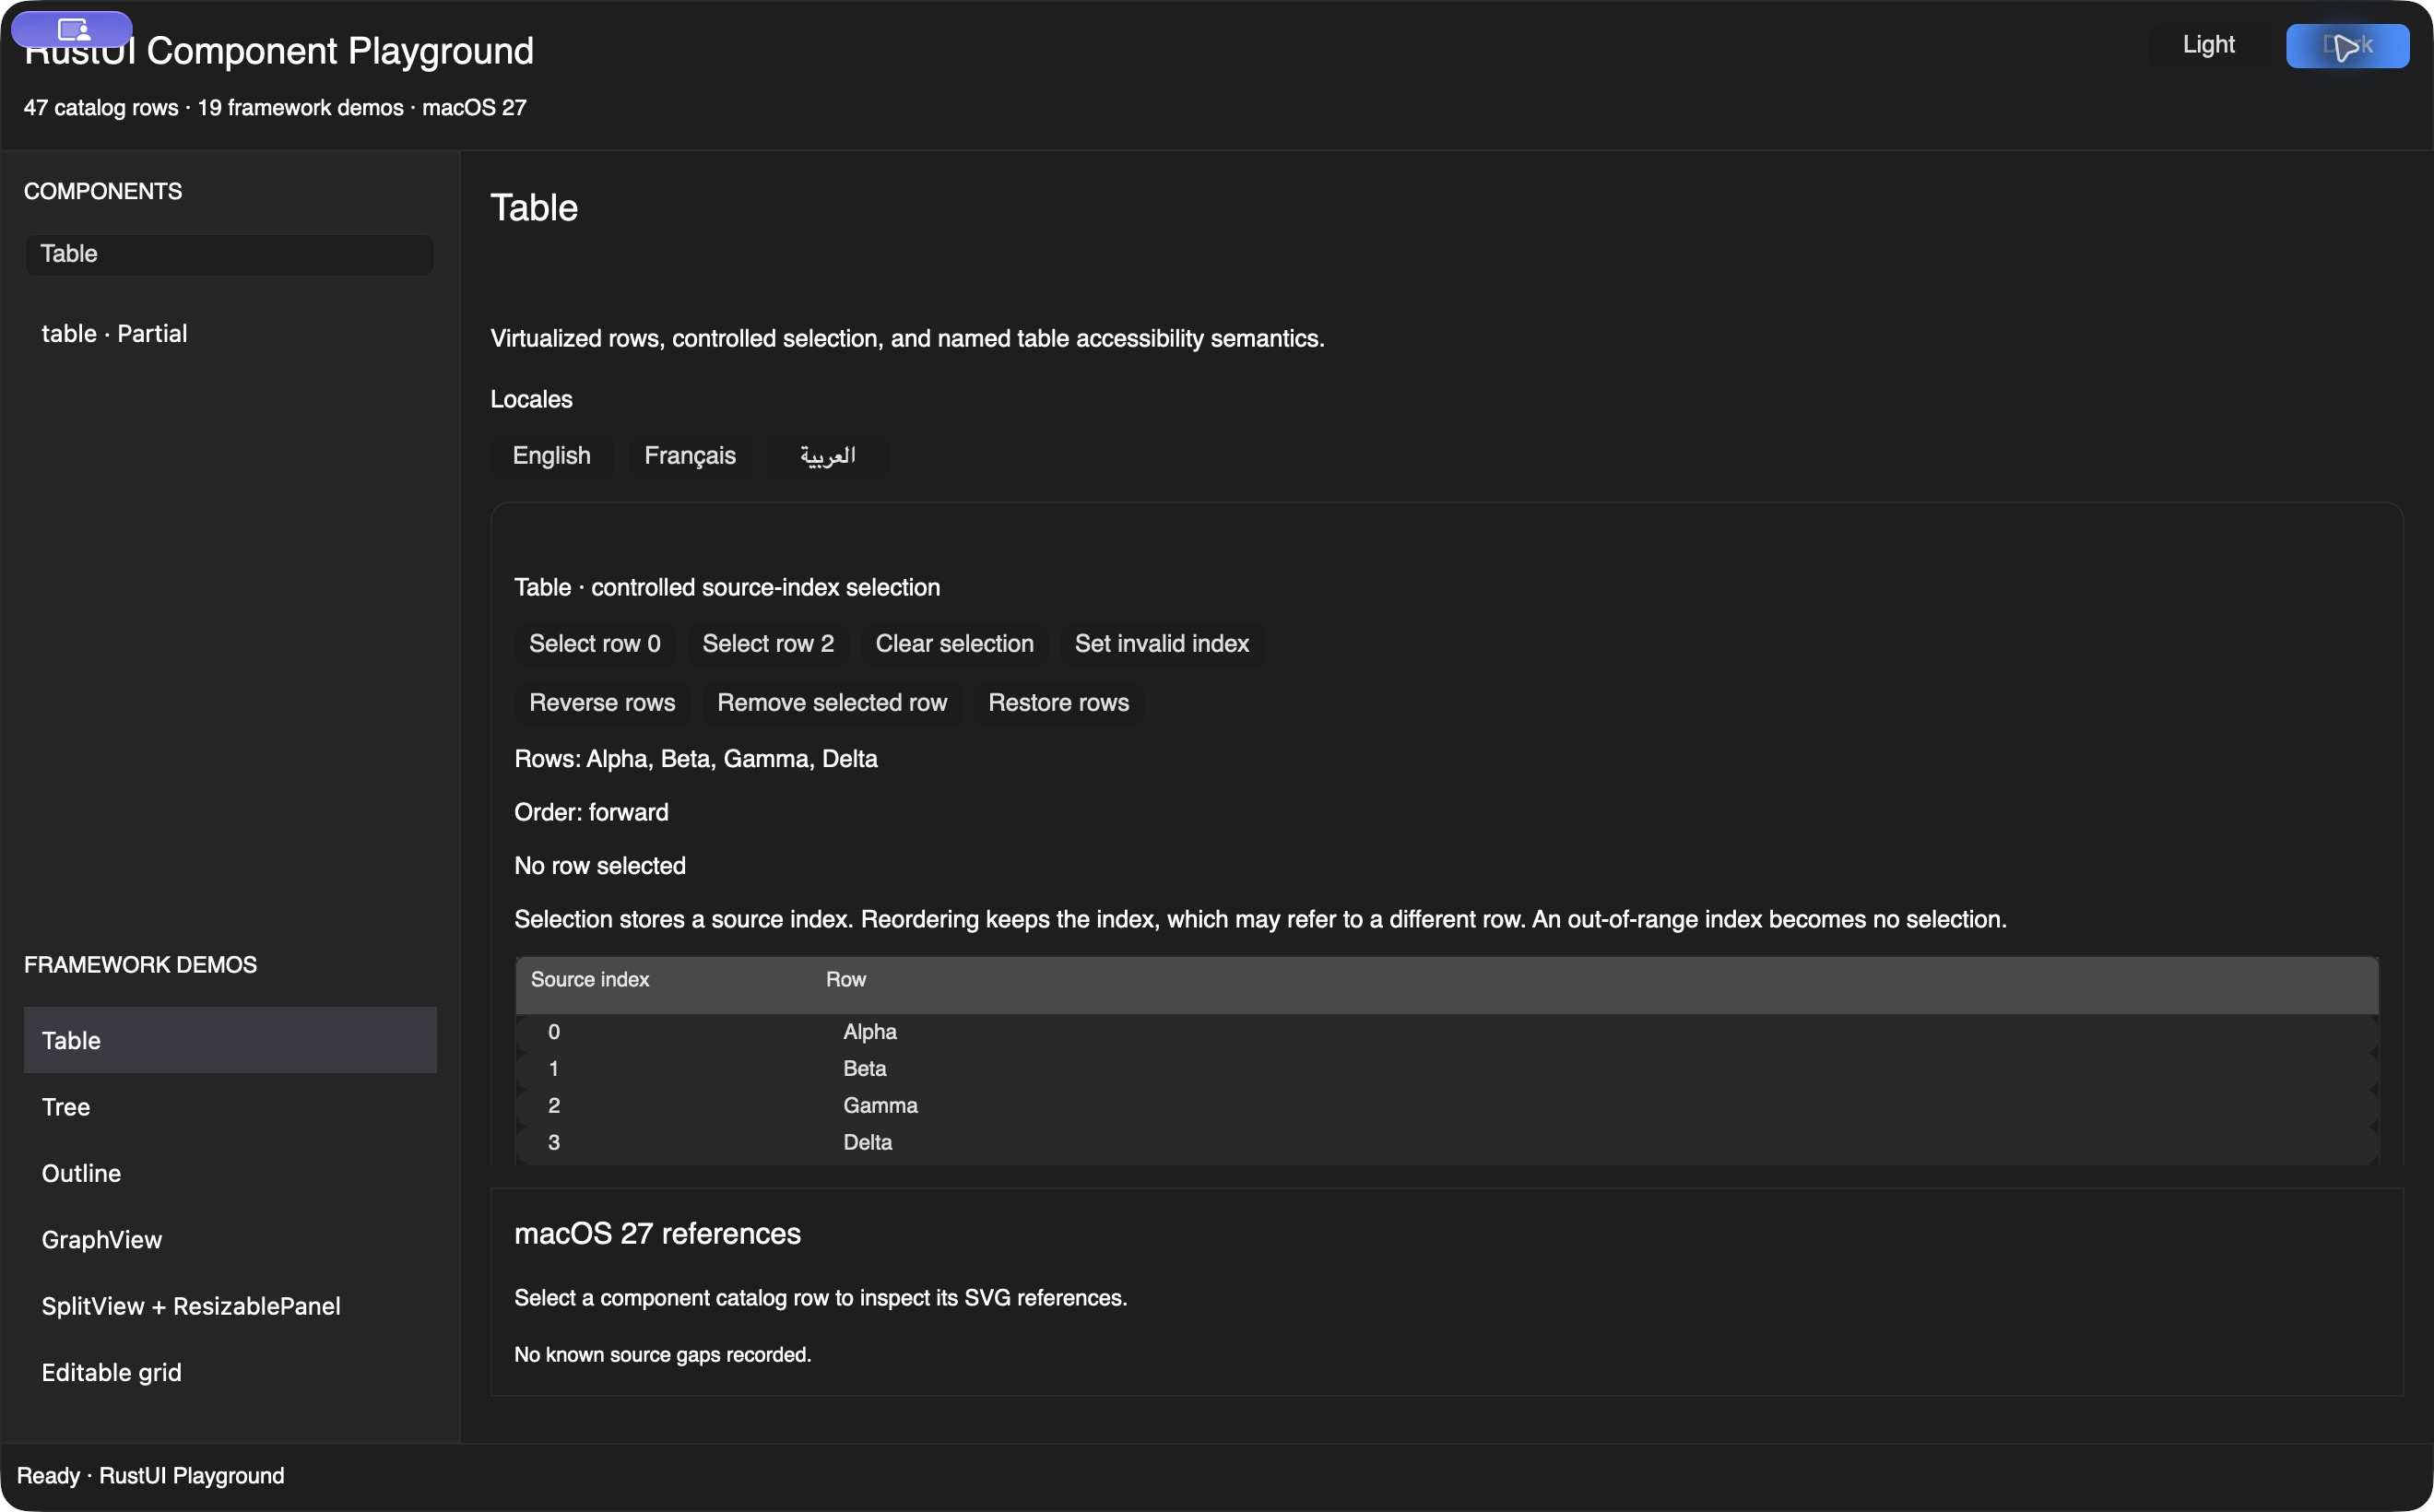 RustUI Component Playground
Light
47 catalog rows · 19 framework demos · macOS 27
COMPONENTS
Table
table · Partial
FRAMEWORK DEMOS
Table
Tree
Outline
GraphView
SplitView + ResizablePanel
Editable grid
Table
Virtualized rows, controlled selection, and named table accessibility semantics.
Locales
English Français العربية
Table · controlled source-index selection
Select row 0 Select row 2 Clear selection Set invalid index
Reverse rows Remove selected row Restore rows
Rows: Alpha, Beta, Gamma, Delta
Order: forward
No row selected
Selection stores a source index. Reordering keeps the index, which may refer to a different row. An out-of-range index becomes no selection.
Source index Row
0 Alpha
1 Beta
2 Gamma
3 Delta
macOS 27 references
Select a component catalog row to inspect its SVG references.
No known source gaps recorded.
Ready · RustUI Playground